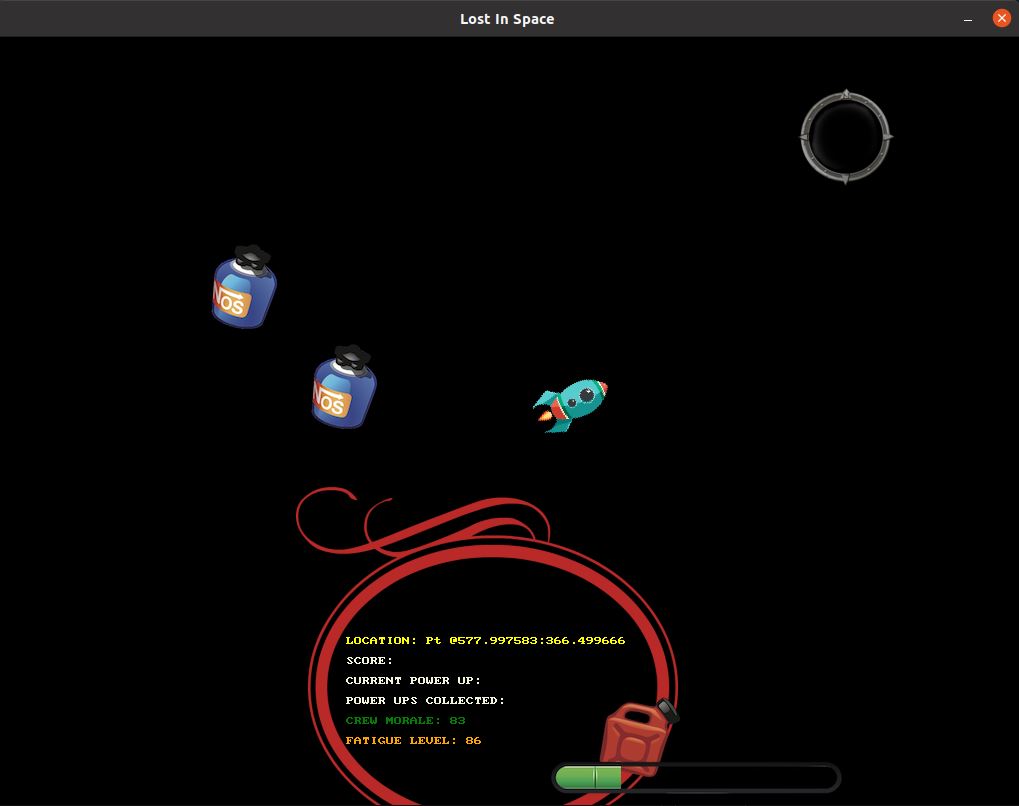 Lost In Space
NOS
NOS
LOCATION: Pt @577.997583:366.499666
SCORE:
CURRENT POWER UP:
POWER UPS COLLECTED:
CREW MORALE: 83
FATIGUE LEVEL: 86